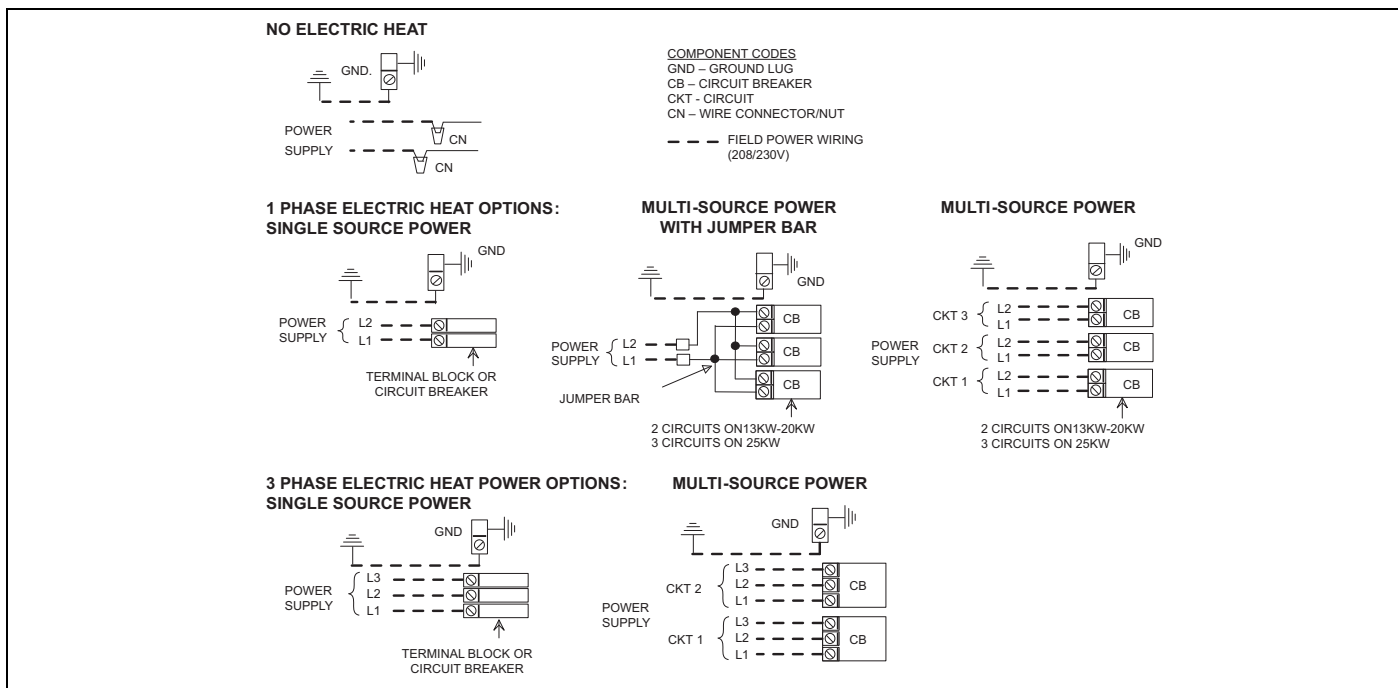 NO ELECTRIC HEAT
GND.
POWER
SUPPLY
CN
CN
COMPONENT CODES
GND – GROUND LUG
CB – CIRCUIT BREAKER
CKT - CIRCUIT
CN – WIRE CONNECTOR/NUT
FIELD POWER WIRING
(208/230V)
1 PHASE ELECTRIC HEAT OPTIONS:
SINGLE SOURCE POWER
GND
POWER
SUPPLY
L2
L1
TERMINAL BLOCK OR
CIRCUIT BREAKER
MULTI-SOURCE POWER
WITH JUMPER BAR
GND
CB
CB
CB
POWER
SUPPLY
L2
L1
JUMPER BAR
2 CIRCUITS ON13KW-20KW
3 CIRCUITS ON 25KW
MULTI-SOURCE POWER
GND
CKT 3
L2
L1
CB
POWER
SUPPLY
CKT 2
L2
L1
CB
CKT 1
L2
L1
CB
2 CIRCUITS ON13KW-20KW
3 CIRCUITS ON 25KW
3 PHASE ELECTRIC HEAT POWER OPTIONS:
SINGLE SOURCE POWER
GND
POWER
SUPPLY
L3
L2
L1
TERMINAL BLOCK OR
CIRCUIT BREAKER
MULTI-SOURCE POWER
GND
CKT 2
L3
L2
L1
CB
POWER
SUPPLY
CKT 1
L3
L2
L1
CB